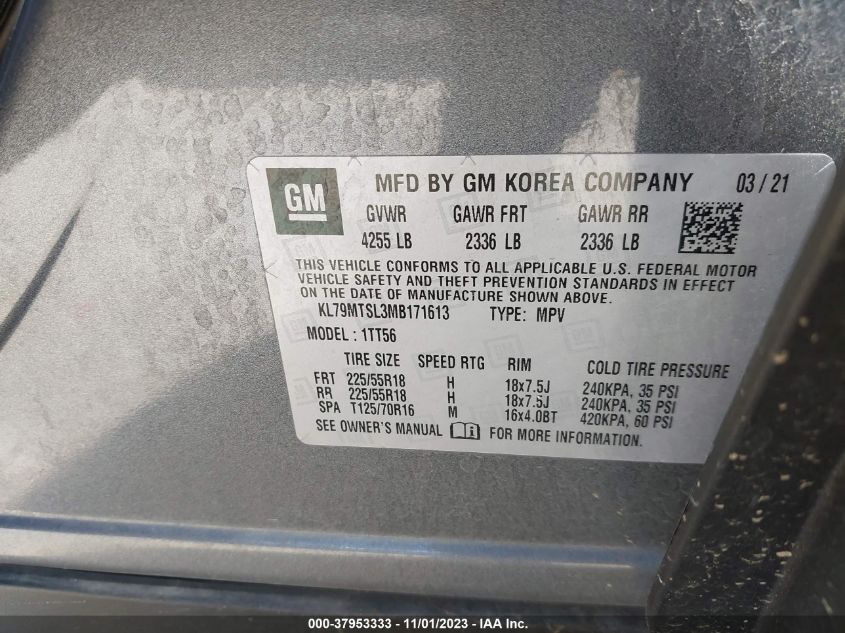 GM MFD BY GM KOREA COMPANY 03/21
GVWR GAWR FRT GAWR RR
4255 LB 2336 LB 2336 LB
THIS VEHICLE CONFORMS TO ALL APPLICABLE U.S. FEDERAL MOTOR
VEHICLE SAFETY AND THEFT PREVENTION STANDARDS IN EFFECT
ON THE DATE OF MANUFACTURE SHOWN ABOVE.
KL79MTSL3MB171613 TYPE: MPV
MODEL: 1TT56
TIRE SIZE SPEED RTG RIM COLD TIRE PRESSURE
FRT 225/55R18 H 18x7.5J 240KPA, 35 PSI
RR 225/55R18 H 18x7.5J 240KPA, 35 PSI
SPA T125/70R16 M 16x4.0BT 420KPA, 60 PSI
SEE OWNER'S MANUAL FOR MORE INFORMATION.
000-37953333 - 11/01/2023 - IAA Inc.